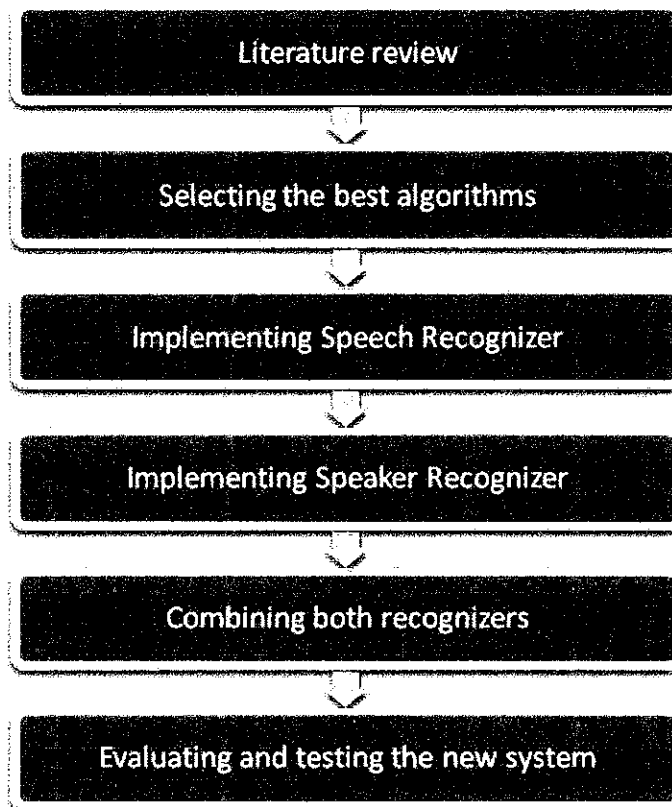 Literature review
Selecting the best algorithms
Implementing Speech Recognizer
Implementing Speaker Recognizer
Combining both recognizers
Evaluating and testing the new system